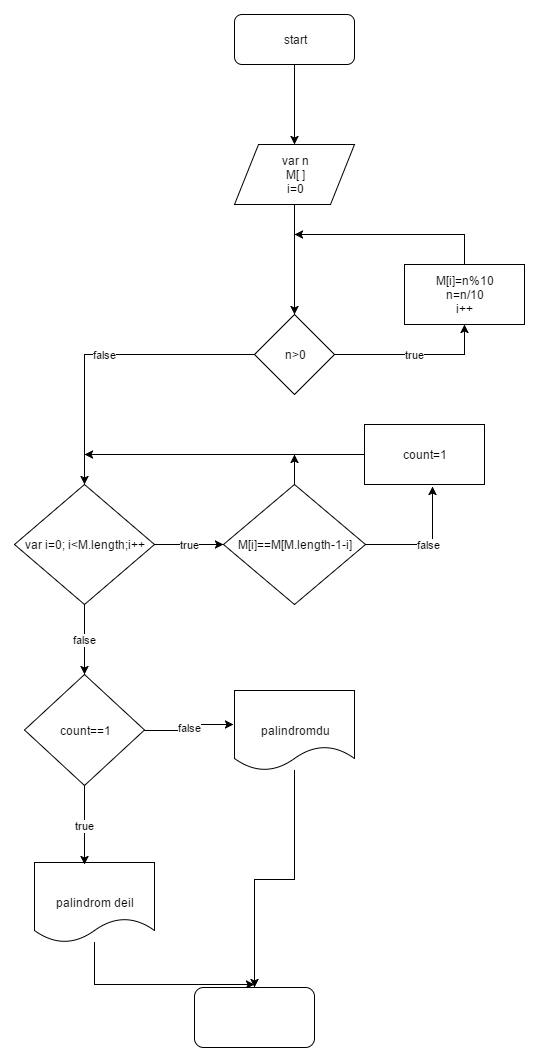 start
var n
M[ ]
i=0
M[i]=n%10
n=n/10
i++
n>0
false
true
count=1
var i=0; i<M.length;i++
true
M[i]==M[M.length-1-i]
false
false
count==1
false
palindromdu
true
palindrom deil